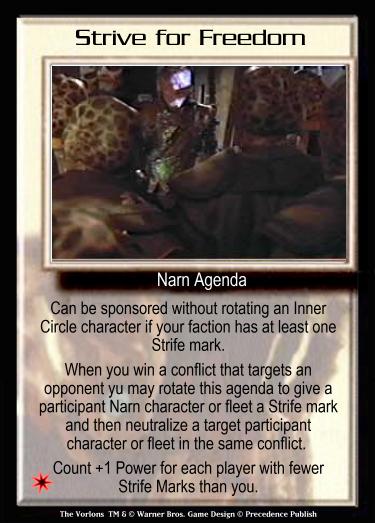 Strive for Freedom
Narn Agenda
Can be sponsored without rotating an Inner
Circle character if your faction has at least one
Strife mark.
When you win a conflict that targets an
opponent yu may rotate this agenda to give a
participant Narn character or fleet a Strife mark
and then neutralize a target participant
character or fleet in the same conflict.
Count +1 Power for each player with fewer
Strife Marks than you.
The Vorlons TM & © Warner Bros. Game Design © Precedence Publish